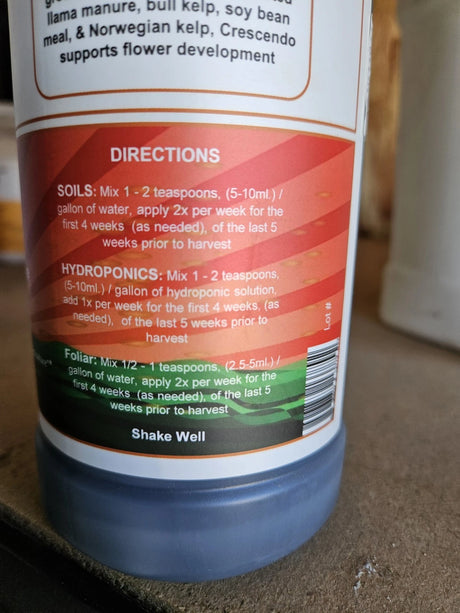 llama manure, bull kelp, soy bean
meal, & Norwegian kelp, Crescendo
supports flower development
DIRECTIONS
SOILS: Mix 1 - 2 teaspoons, (5-10ml.) /
gallon of water, apply 2x per week for the
first 4 weeks (as needed), of the last 5
weeks prior to harvest
HYDROPONICS: Mix 1 - 2 teaspoons,
(5-10ml.) / gallon of hydroponic solution,
add 1x per week for the first 4 weeks, (as
needed), of the last 5 weeks prior to
harvest
Foliar: Mix 1/2 - 1 teaspoons, (2.5-5ml.) /
gallon of water, apply 2x per week for the
first 4 weeks (as needed), of the last 5
weeks prior to harvest
Shake Well
Lot #